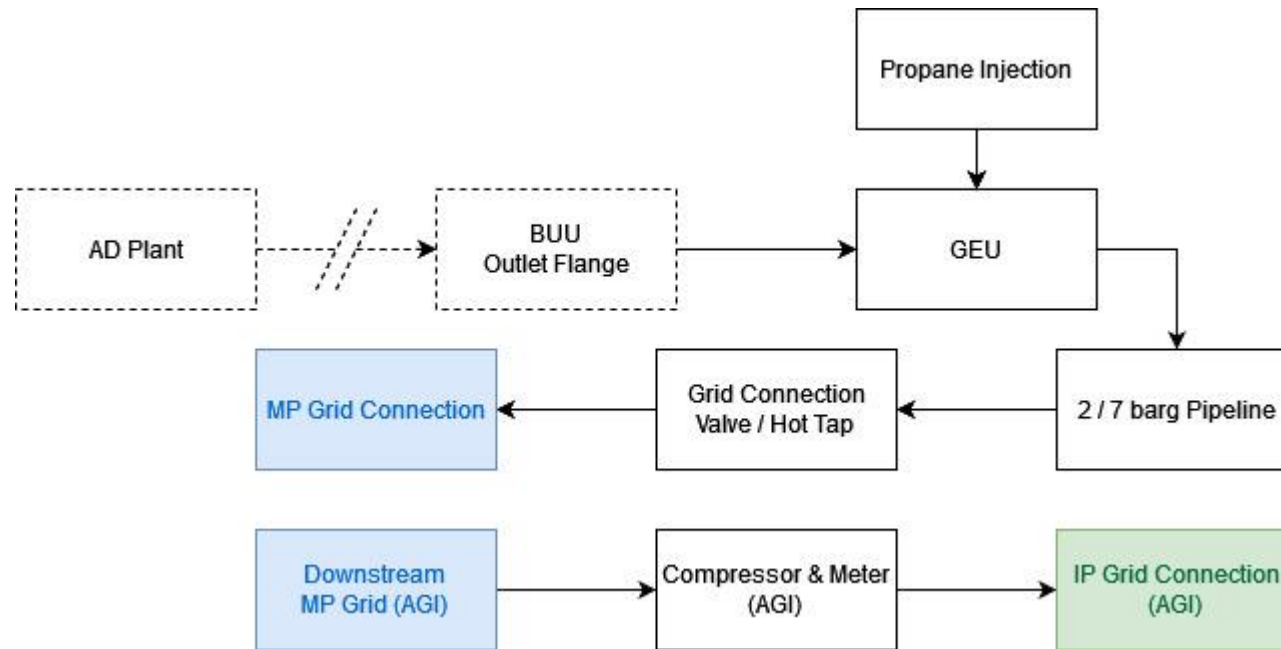 Propane Injection
AD Plant
BUU
Outlet Flange
GEU
MP Grid Connection
Grid Connection
Valve / Hot Tap
2 / 7 barg Pipeline
Downstream
MP Grid (AGI)
Compressor & Meter
(AGI)
IP Grid Connection
(AGI)